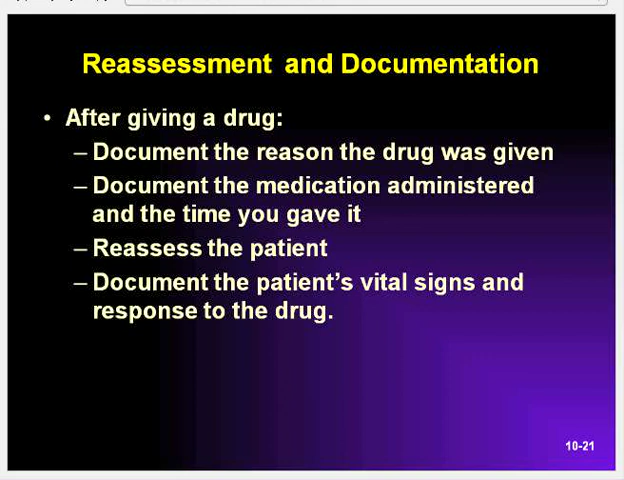 Reassessment and Documentation
• After giving a drug:
– Document the reason the drug was given
– Document the medication administered
and the time you gave it
– Reassess the patient
– Document the patient’s vital signs and
response to the drug.
10-21